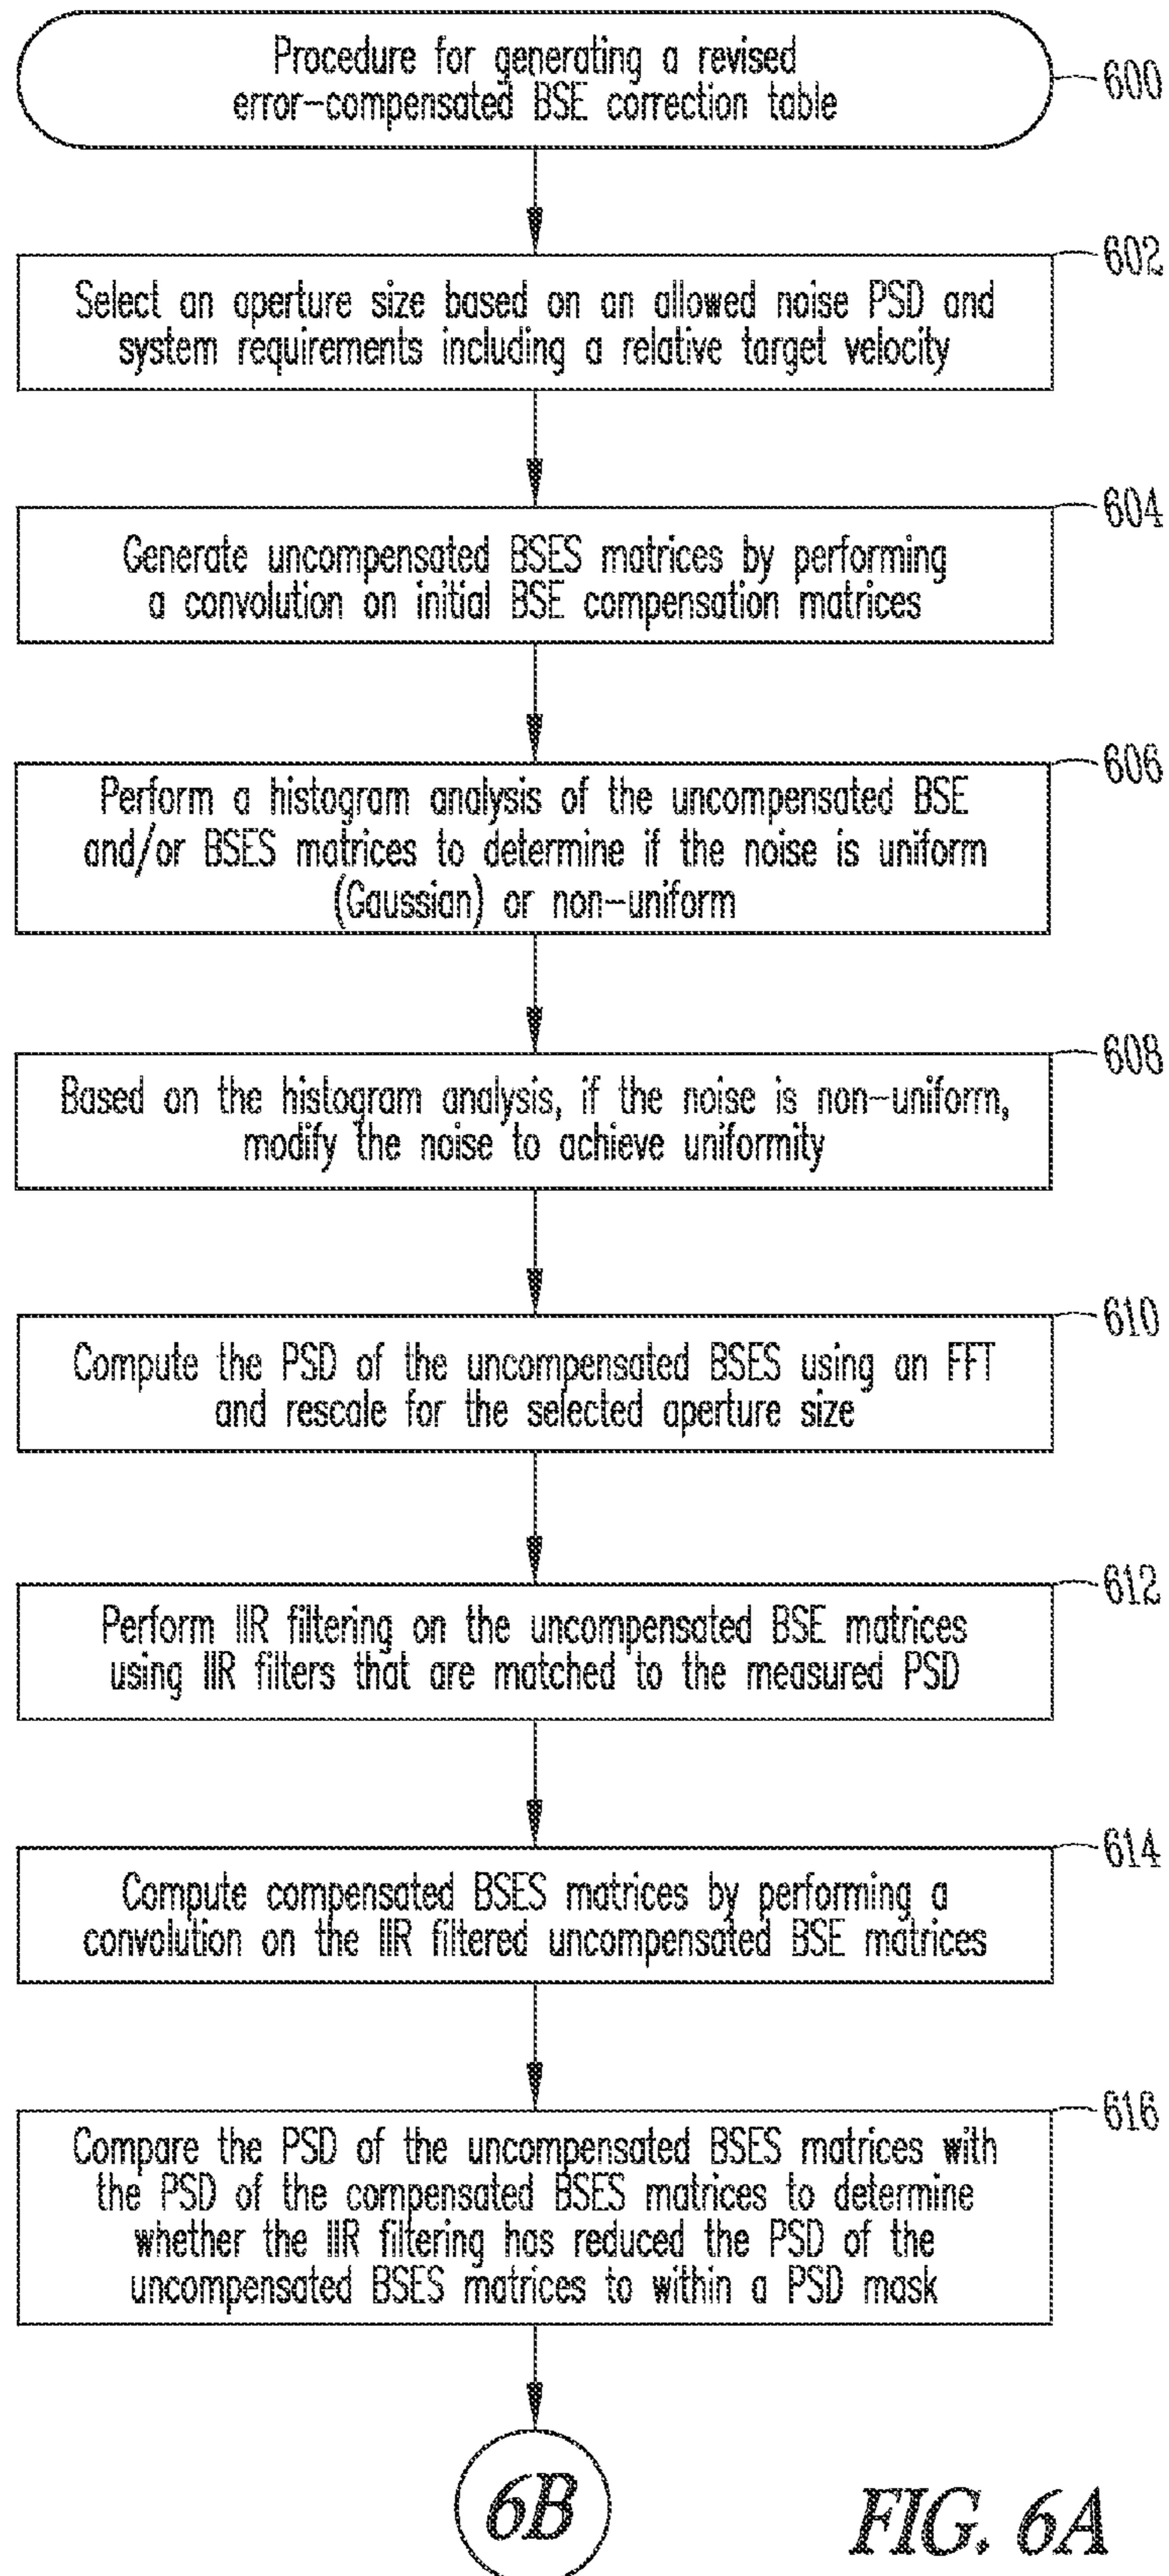 Procedure for generating a revised
error-compensated BSE correction table
600
602
Select an aperture size based on an allowed noise PSD and
system requirements including a relative target velocity
604
Generate uncompensated BSES matrices by performing
a convolution on initial BSE compensation matrices
606
Perform a histogram analysis of the uncompensated BSE
and/or BSES matrices to determine if the noise is uniform
(Gaussian) or non-uniform
608
Based on the histogram analysis, if the noise is non-uniform,
modify the noise to achieve uniformity
610
Compute the PSD of the uncompensated BSES using an FFT
and rescale for the selected aperture size
612
Perform IIR filtering on the uncompensated BSE matrices
using IIR filters that are matched to the measured PSD
614
Compute compensated BSES matrices by performing a
convolution on the IIR filtered uncompensated BSE matrices
616
Compare the PSD of the uncompensated BSES matrices with
the PSD of the compensated BSES matrices to determine
whether the IIR filtering has reduced the PSD of the
uncompensated BSES matrices to within a PSD mask
6B
FIG. 6A